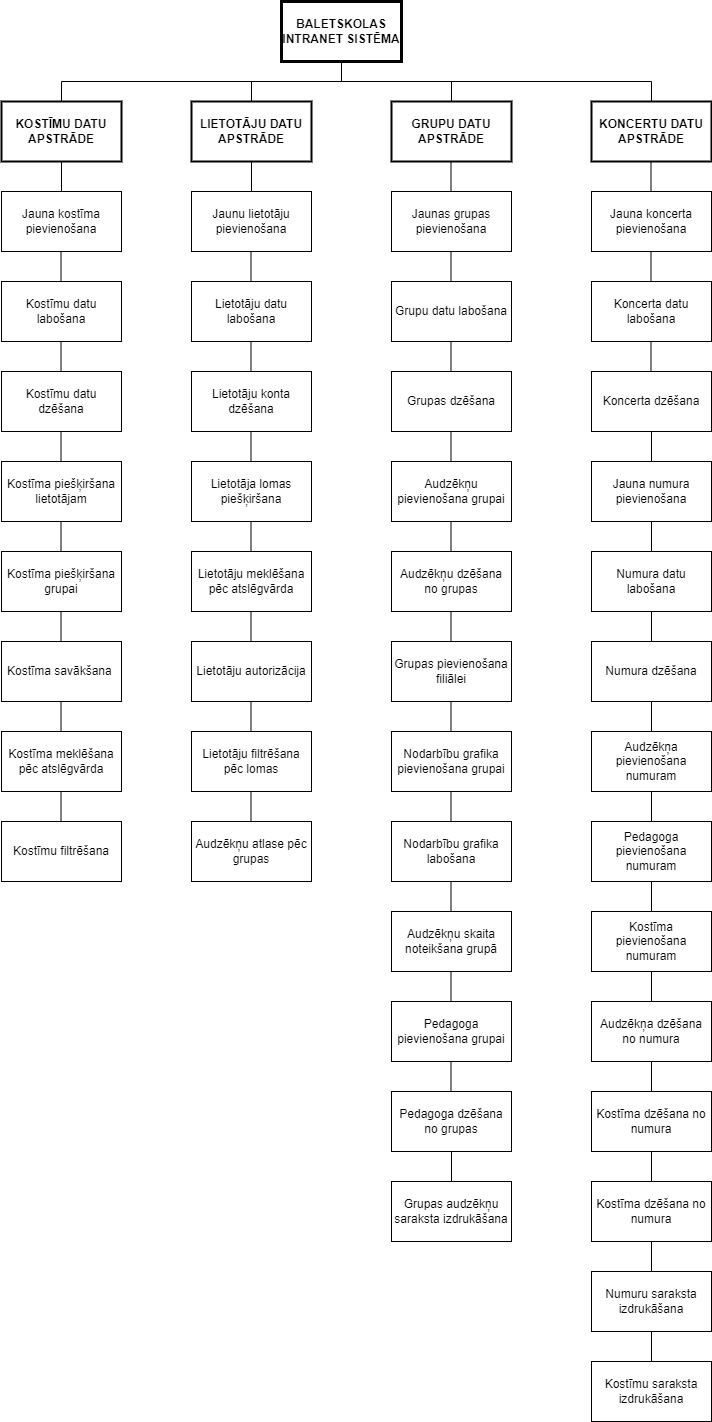 BALETSKOLAS
INTRANET SISTĒMA
KOSTĪMU DATU
APSTRĀDE
Jauna kostīma
pievienošana
Kostīmu datu
labošana
Kostīmu datu
dzēšana
Kostīma piešķiršana
lietotājam
Kostīma piešķiršana
grupai
Kostīma savākšana
Kostīma meklēšana
pēc atslēgvārda
Kostīmu filtrēšana
LIETOTĀJU DATU
APSTRĀDE
Jaunu lietotāju
pievienošana
Lietotāju datu
labošana
Lietotāju konta
dzēšana
Lietotāja lomas
piešķiršana
Lietotāju meklēšana
pēc atslēgvārda
Lietotāju autorizācija
Lietotāju filtrēšana
pēc lomas
Audzēkņu atlase pēc
grupas
GRUPU DATU
APSTRĀDE
Jaunas grupas
pievienošana
Grupu datu labošana
Grupas dzēšana
Audzēkņu
pievienošana grupai
Audzēkņu dzēšana
no grupas
Grupas pievienošana
filiālei
Nodarbību grafika
pievienošana grupai
Nodarbību grafika
labošana
Audzēkņu skaita
noteikšana grupā
Pedagoga
pievienošana grupai
Pedagoga dzēšana
no grupas
Grupas audzēkņu
saraksta izdrukāšana
KONCERTU DATU
APSTRĀDE
Jauna koncerta
pievienošana
Koncerta datu
labošana
Koncerta dzēšana
Jauna numura
pievienošana
Numura datu
labošana
Numura dzēšana
Audzēkņa
pievienošana
numuram
Pedagoga
pievienošana
numuram
Kostīma
pievienošana
numuram
Audzēkņa dzēšana
no numura
Kostīma dzēšana no
numura
Kostīma dzēšana no
numura
Numuru saraksta
izdrukāšana
Kostīmu saraksta
izdrukāšana